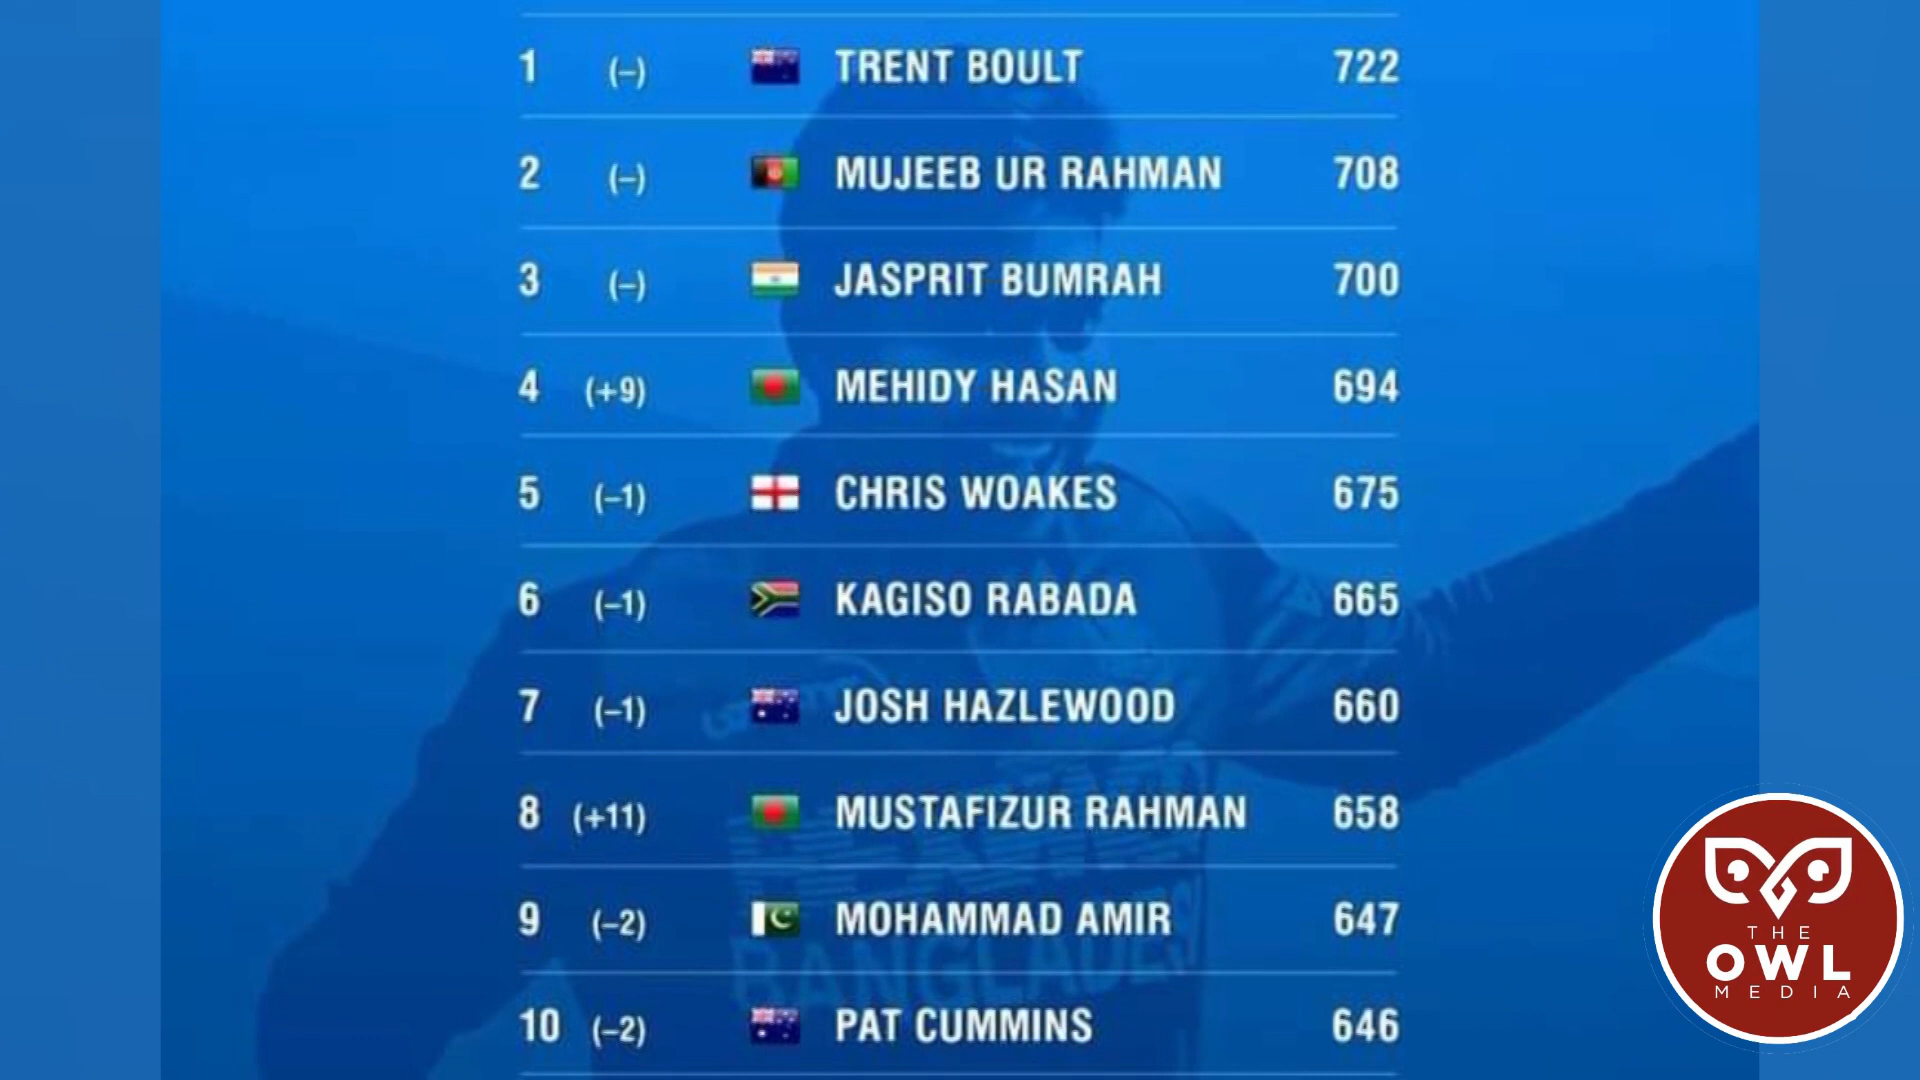 1 (–) TRENT BOULT 722
2 (–) MUJEEB UR RAHMAN 708
3 (–) JASPRIT BUMRAH 700
4 (+9) MEHIDY HASAN 694
5 (–1) CHRIS WOAKES 675
6 (–1) KAGISO RABADA 665
7 (–1) JOSH HAZLEWOOD 660
8 (+11) MUSTAFIZUR RAHMAN 658
9 (–2) MOHAMMAD AMIR 647
10 (–2) PAT CUMMINS 646
BANGLADESH
THE
OWL
MEDIA